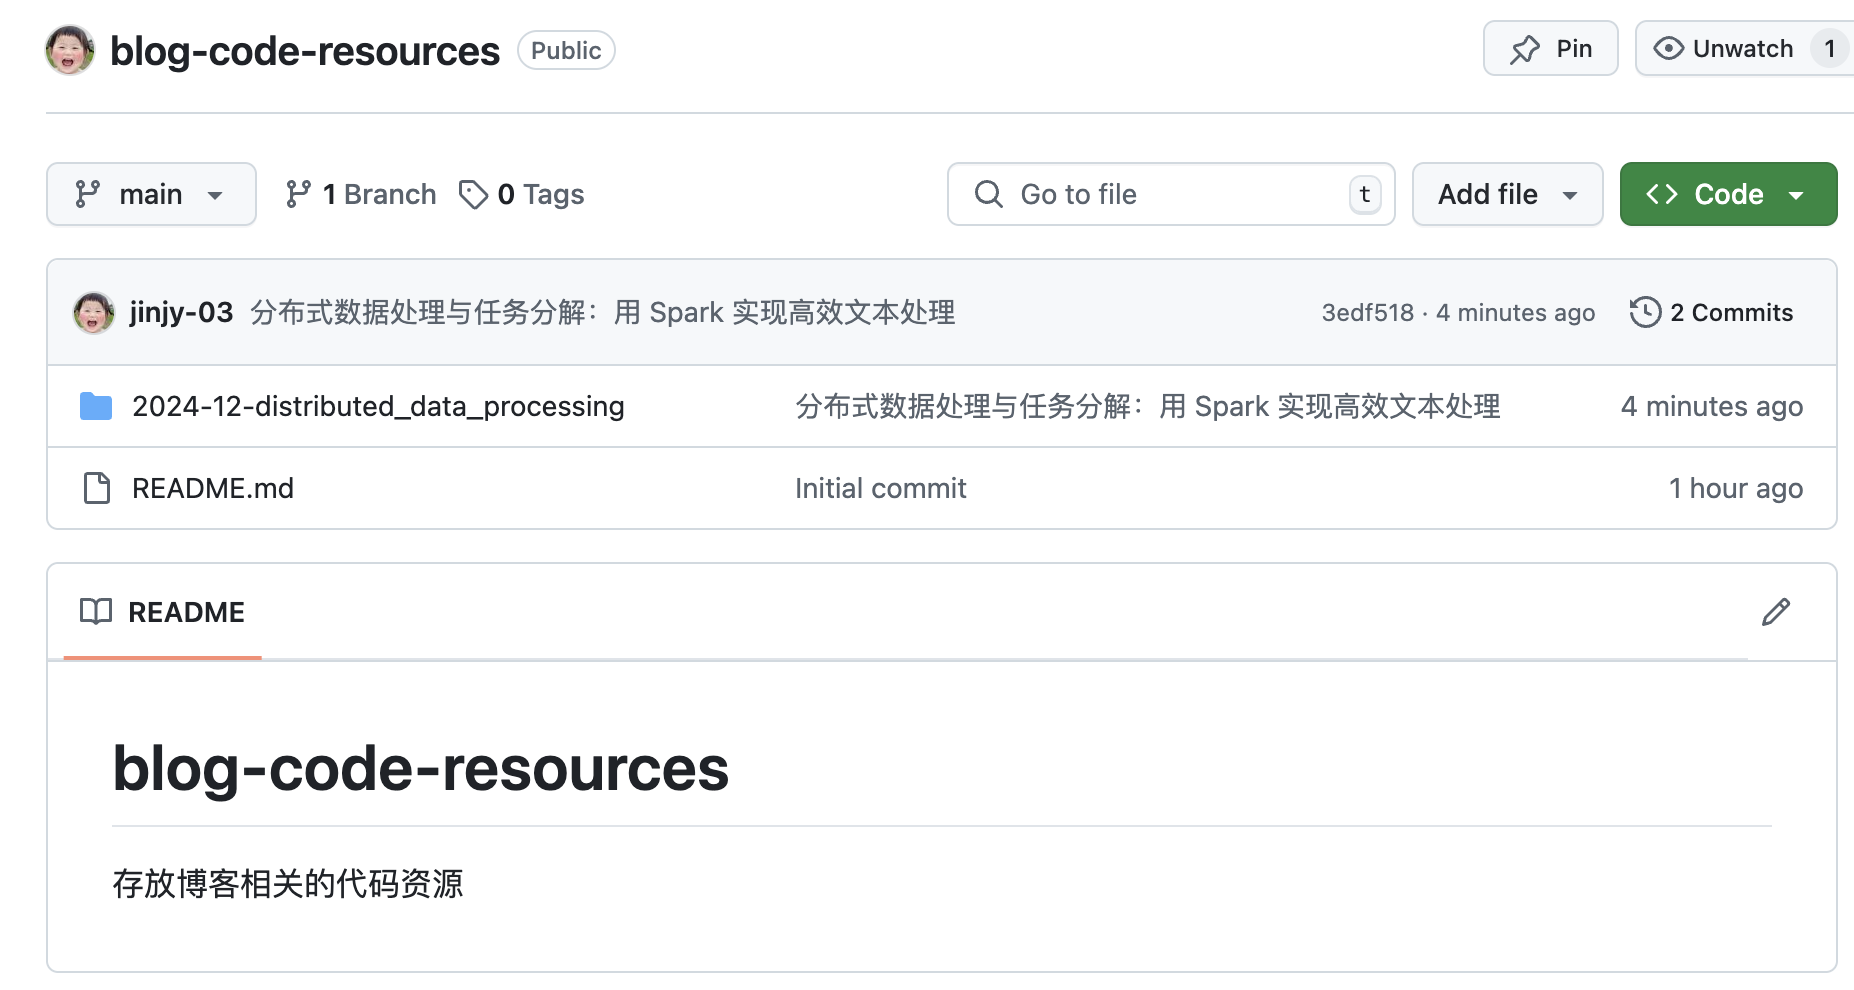 blog-code-resources Public Pin Unwatch 1
main 1 Branch 0 Tags Go to file t Add file Code
jinjy-03 分布式数据处理与任务分解：用 Spark 实现高效文本处理 3edf518 · 4 minutes ago 2 Commits
2024-12-distributed_data_processing 分布式数据处理与任务分解：用 Spark 实现高效文本处理 4 minutes ago
README.md Initial commit 1 hour ago
README
blog-code-resources
存放博客相关的代码资源